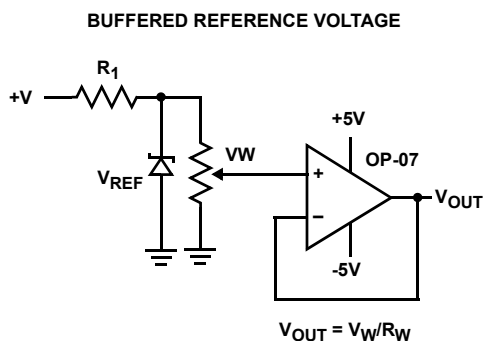 BUFFERED REFERENCE VOLTAGE
R1
+V
+5V
VW
OP-07
VREF
+
VOUT
−
-5V
VOUT = VW/RW